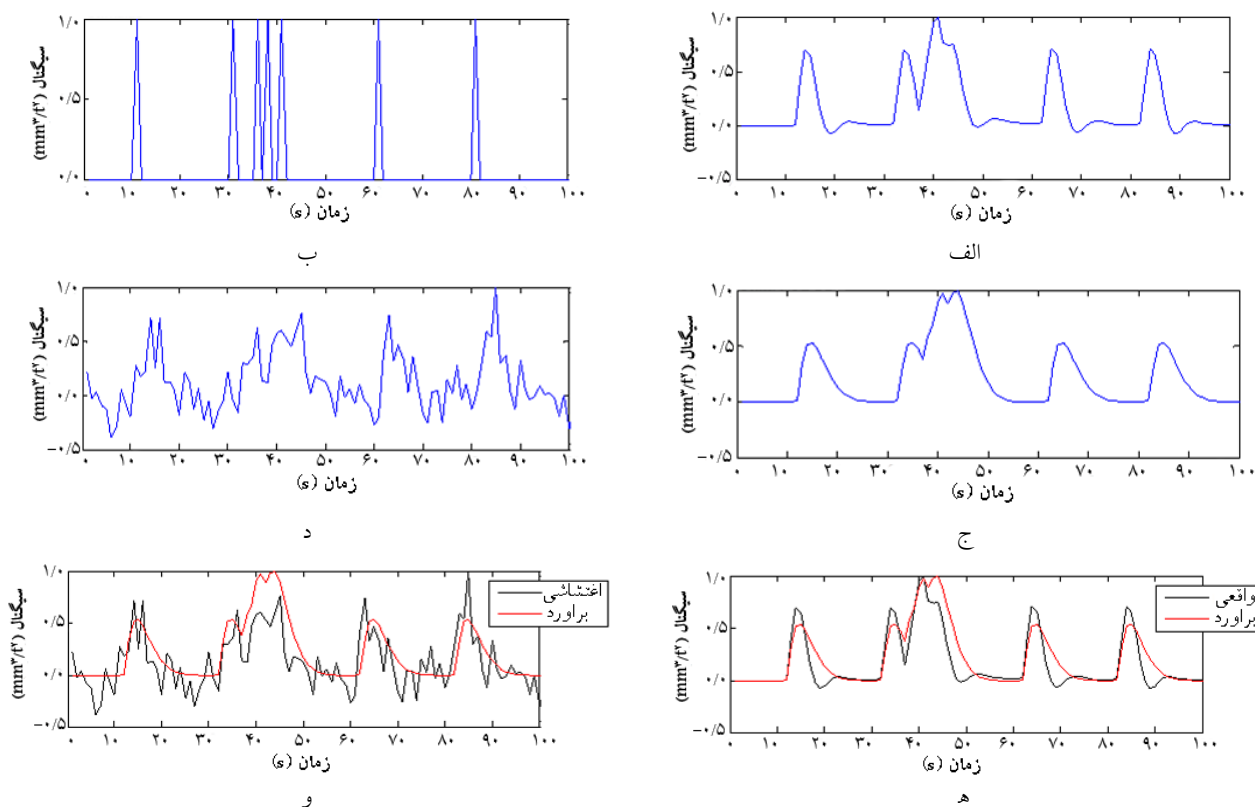 سیگنال (mm³/t²)
۱/۰
۰/۵
۰/۰
-۰/۵
۰ ۱۰ ۲۰ ۳۰ ۴۰ ۵۰ ۶۰ ۷۰ ۸۰ ۹۰ ۱۰۰
زمان (s)
الف
سیگنال (mm³/t²)
۱/۰
۰/۵
۰/۰
۰ ۱۰ ۲۰ ۳۰ ۴۰ ۵۰ ۶۰ ۷۰ ۸۰ ۹۰ ۱۰۰
زمان (s)
ب
سیگنال (mm³/t²)
۱/۰
۰/۵
۰/۰
-۰/۵
۰ ۱۰ ۲۰ ۳۰ ۴۰ ۵۰ ۶۰ ۷۰ ۸۰ ۹۰ ۱۰۰
زمان (s)
ج
سیگنال (mm³/t²)
۱/۰
۰/۵
۰/۰
-۰/۵
۰ ۱۰ ۲۰ ۳۰ ۴۰ ۵۰ ۶۰ ۷۰ ۸۰ ۹۰ ۱۰۰
زمان (s)
د
سیگنال (mm³/t²)
۱/۰
۰/۵
۰/۰
-۰/۵
واقعی
براورد
۰ ۱۰ ۲۰ ۳۰ ۴۰ ۵۰ ۶۰ ۷۰ ۸۰ ۹۰ ۱۰۰
زمان (s)
ه
سیگنال (mm³/t²)
۱/۰
۰/۵
۰/۰
-۰/۵
اغتشاشی
براورد
۰ ۱۰ ۲۰ ۳۰ ۴۰ ۵۰ ۶۰ ۷۰ ۸۰ ۹۰ ۱۰۰
زمان (s)
و